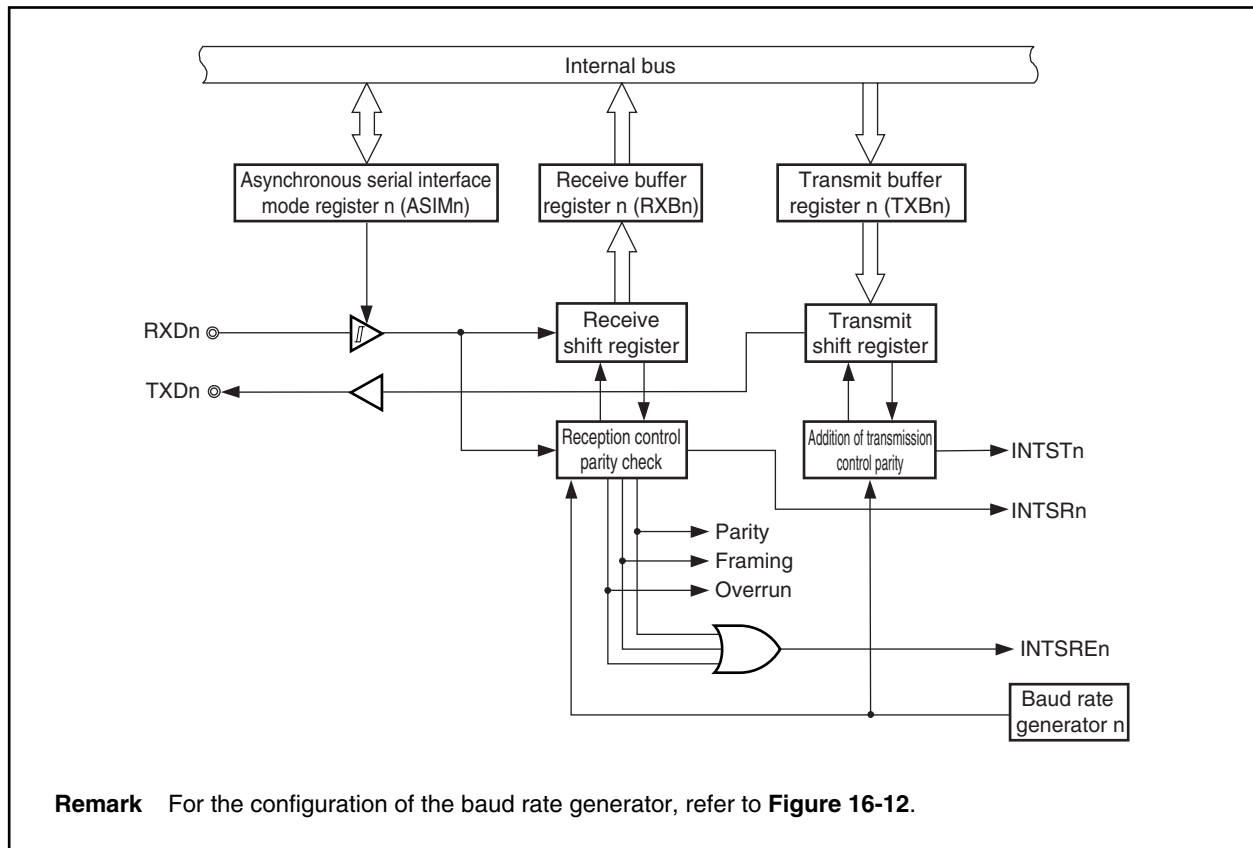 Internal bus
Asynchronous serial interface
mode register n (ASIMn)
Receive buffer
register n (RXBn)
Transmit buffer
register n (TXBn)
RXDn
Receive
shift register
Transmit
shift register
TXDn
Reception control
parity check
Addition of transmission
control parity
INTSTn
INTSRn
Parity
Framing
Overrun
INTSREn
Baud rate
generator n
Remark For the configuration of the baud rate generator, refer to Figure 16-12.